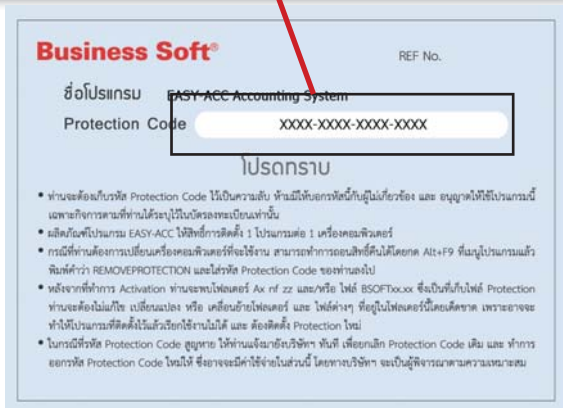 Business Soft®
REF No.
ชื่อโปรแกรม EASY-ACC Accounting System
Protection Code XXXX-XXXX-XXXX-XXXX
โปรดทราบ
• ท่านจะต้องเก็บรหัส Protection Code ไว้เป็นความลับ ห้ามมิให้บอกรหัสนี้กับผู้ไม่เกี่ยวข้อง และ อนุญาตให้ใช้โปรแกรมนี้
เฉพาะกิจการตามที่ท่านได้ระบุไว้ในบัตรลงทะเบียนเท่านั้น
• ผลิตภัณฑ์โปรแกรม EASY-ACC ให้สิทธิ์การติดตั้ง 1 โปรแกรมต่อ 1 เครื่องคอมพิวเตอร์
• กรณีที่ท่านต้องการเปลี่ยนเครื่องคอมพิวเตอร์ที่จะใช้งาน สามารถทำการถอนสิทธิ์คืนได้โดยกด Alt+F9 ที่เมนูโปรแกรมแล้ว
พิมพ์คำว่า REMOVEPROTECTION และใส่รหัส Protection Code ของท่านลงไป
• หลังจากที่ทำการ Activation ท่านจะพบโฟลเดอร์ Ax nf zz และ/หรือ ไฟล์ BSOFTxx.xx ซึ่งเป็นที่เก็บไฟล์ Protection
ท่านจะต้องไม่แก้ไข เปลี่ยนแปลง หรือ เคลื่อนย้ายโฟลเดอร์ และ ไฟล์ต่างๆ ที่อยู่ในโฟลเดอร์นี้โดยเด็ดขาด เพราะอาจจะ
ทำให้โปรแกรมที่ติดตั้งไว้แล้วเรียกใช้งานไม่ได้ และ ต้องติดตั้ง Protection ใหม่
• ในกรณีที่รหัส Protection Code สูญหาย ให้ท่านแจ้งมายังบริษัทฯ ทันที เพื่อยกเลิก Protection Code เดิม และ ทำการ
ออกรหัส Protection Code ใหม่ให้ ซึ่งอาจจะมีค่าใช้จ่ายในส่วนนี้ โดยทางบริษัทฯ จะเป็นผู้พิจารณาตามความเหมาะสม